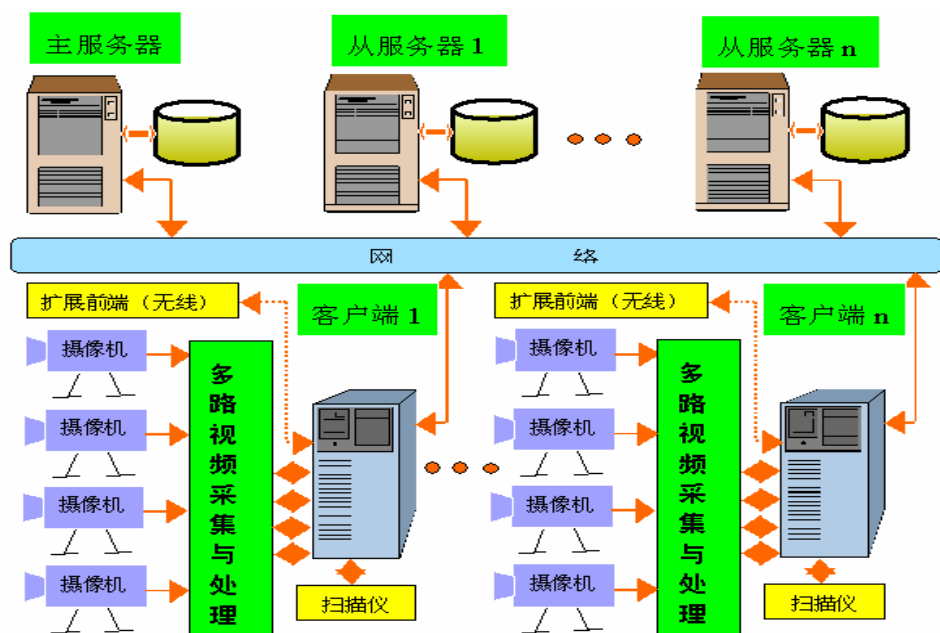 主服务器
从服务器 1
从服务器 n
网 络
扩展前端（无线）
客户端 1
摄像机
摄像机
摄像机
摄像机
多路视频采集与处理
扫描仪
扩展前端（无线）
客户端 n
摄像机
摄像机
摄像机
摄像机
多路视频采集与处理
扫描仪